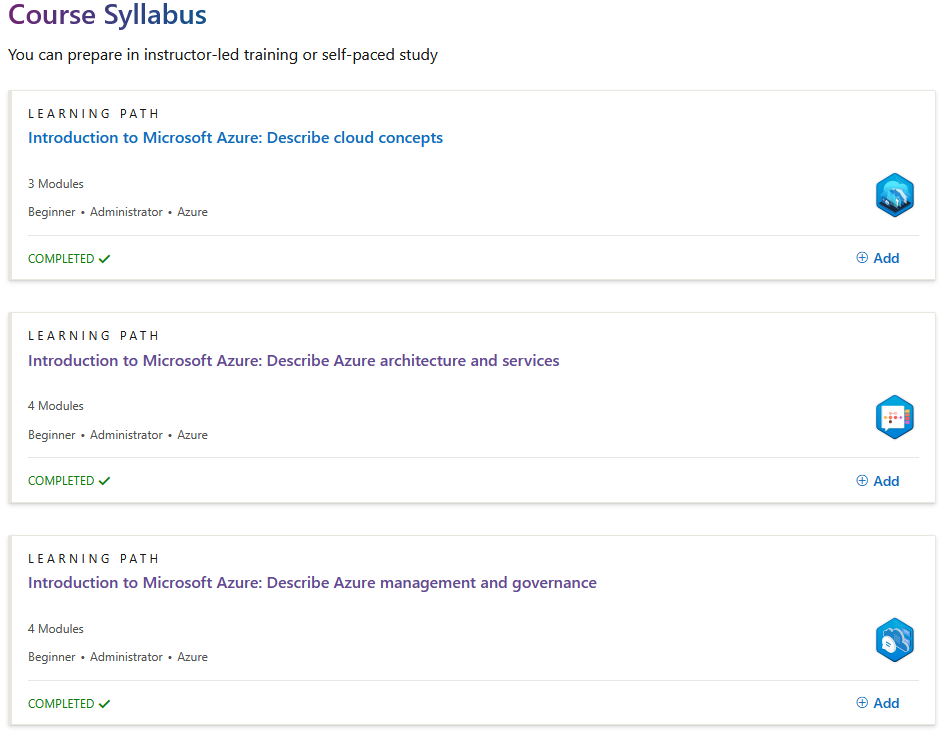 Course Syllabus
You can prepare in instructor-led training or self-paced study
LEARNING PATH
Introduction to Microsoft Azure: Describe cloud concepts
3 Modules
Beginner • Administrator • Azure
COMPLETED ✓ Add
LEARNING PATH
Introduction to Microsoft Azure: Describe Azure architecture and services
4 Modules
Beginner • Administrator • Azure
COMPLETED ✓ Add
LEARNING PATH
Introduction to Microsoft Azure: Describe Azure management and governance
4 Modules
Beginner • Administrator • Azure
COMPLETED ✓ Add